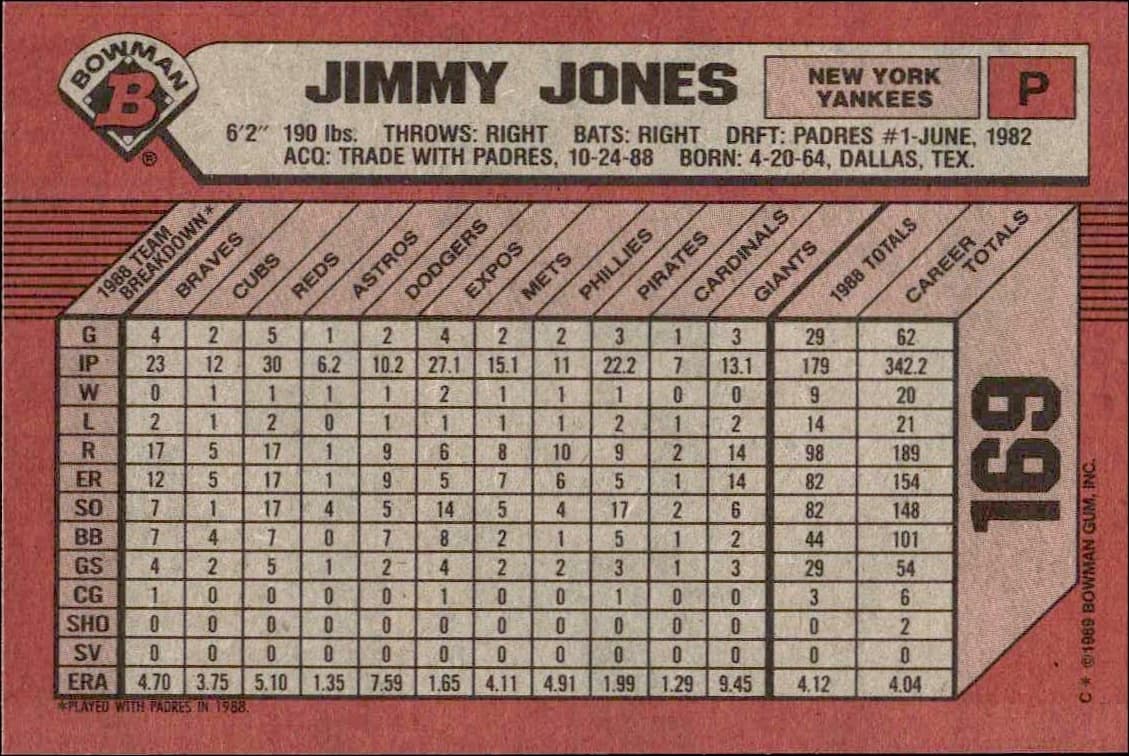 BOWMAN
B
®
JIMMY JONES
NEW YORK
YANKEES
P
6'2" 190 lbs. THROWS: RIGHT BATS: RIGHT DRFT: PADRES #1-JUNE, 1982
ACQ: TRADE WITH PADRES, 10-24-88 BORN: 4-20-64, DALLAS, TEX.
1988 TEAM BREAKDOWN* BRAVES CUBS REDS ASTROS DODGERS EXPOS METS PHILLIES PIRATES CARDINALS GIANTS 1988 TOTALS CAREER TOTALS
G 4 2 5 1 2 4 2 2 3 1 3 29 62
IP 23 12 30 6.2 10.2 27.1 15.1 11 22.2 7 13.1 179 342.2
W 0 1 1 1 1 2 1 1 1 0 0 9 20
L 2 1 2 0 1 1 1 1 2 1 2 14 21
R 17 5 17 1 9 6 8 10 9 2 14 98 189
ER 12 5 17 1 9 5 7 6 5 1 14 82 154
SO 7 1 17 4 5 14 5 4 17 2 6 82 148
BB 7 4 7 0 7 8 2 1 5 1 2 44 101
GS 4 2 5 1 2 4 2 2 3 1 3 29 54
CG 1 0 0 0 0 1 0 0 1 0 0 3 6
SHO 0 0 0 0 0 0 0 0 0 0 0 0 2
SV 0 0 0 0 0 0 0 0 0 0 0 0 0
ERA 4.70 3.75 5.10 1.35 7.59 1.65 4.11 4.91 1.99 1.29 9.45 4.12 4.04
*PLAYED WITH PADRES IN 1988.
169
C * ©1989 BOWMAN GUM, INC.